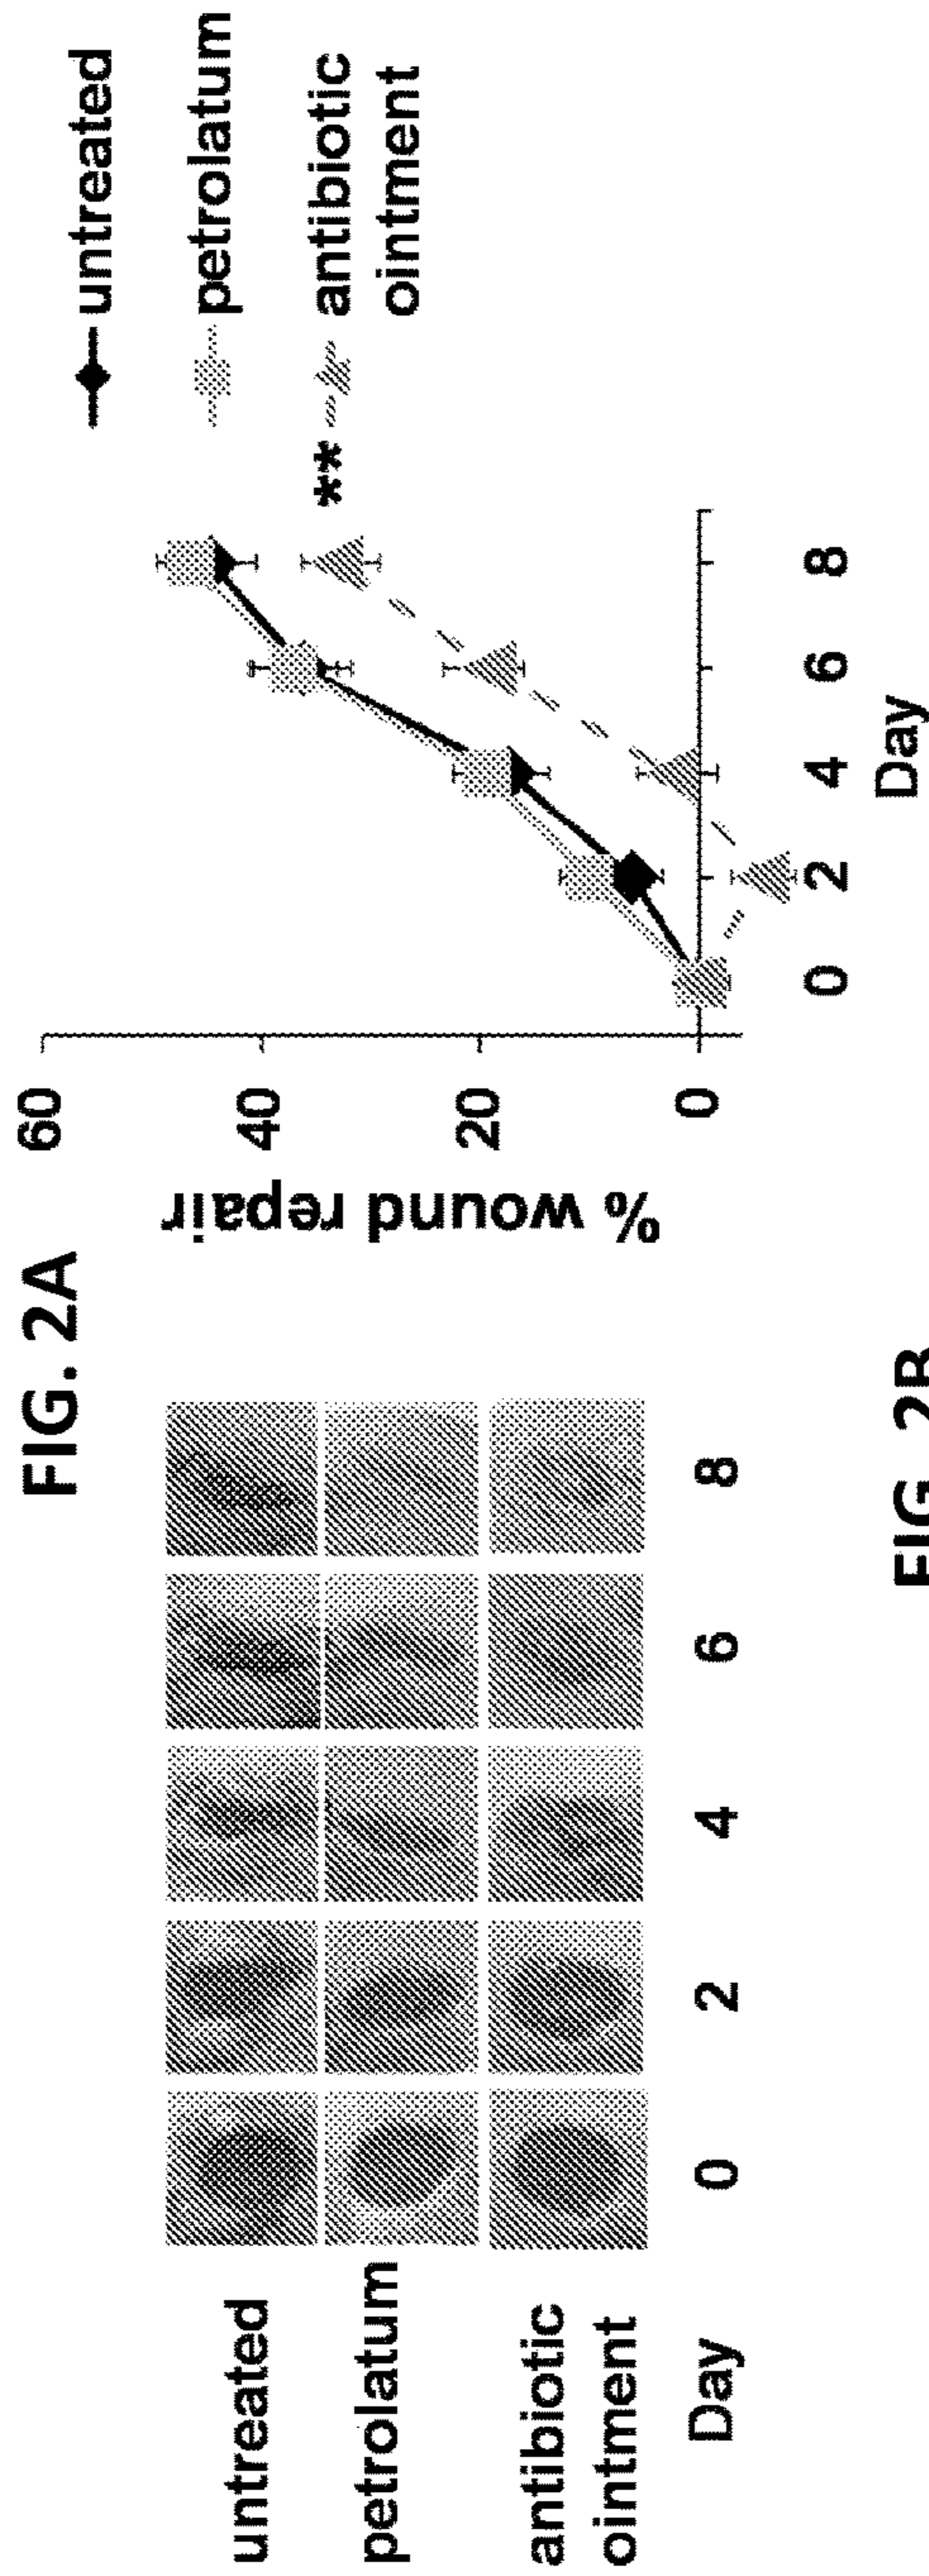 FIG. 2A
untreated
petrolatum
antibiotic
ointment
Day
0 2 4 6 8
% wound repair
60
40
20
0
0 2 4 6 8
Day
**
untreated
petrolatum
antibiotic
ointment
FIG. 2B